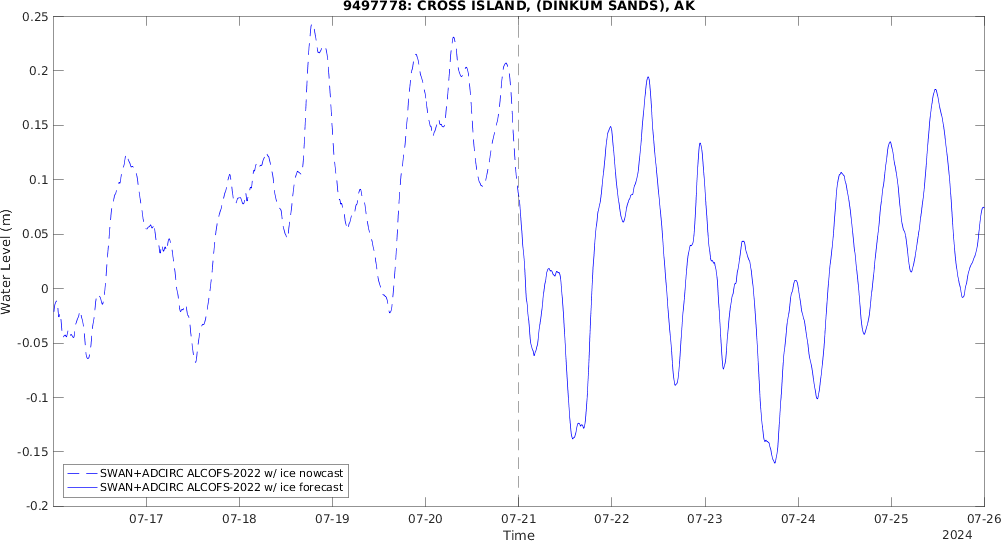 9497778: CROSS ISLAND, (DINKUM SANDS), AK
0.25
0.2
0.15
0.1
0.05
0
-0.05
-0.1
-0.15
-0.2
Water Level (m)
SWAN+ADCIRC ALCOFS-2022 w/ ice nowcast
SWAN+ADCIRC ALCOFS-2022 w/ ice forecast
07-17 07-18 07-19 07-20 07-21 07-22 07-23 07-24 07-25 07-26
Time
2024